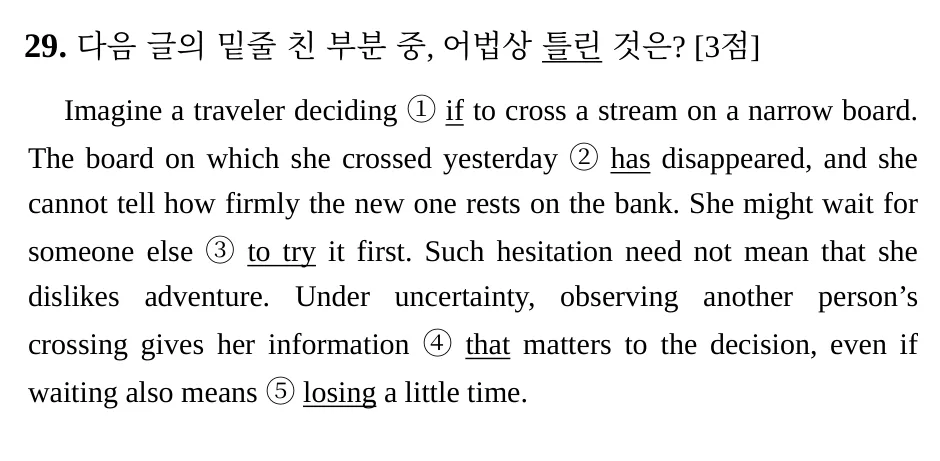 29. 다음 글의 밑줄 친 부분 중, 어법상 틀린 것은? [3점]
Imagine a traveler deciding ① if to cross a stream on a narrow board.
The board on which she crossed yesterday ② has disappeared, and she
cannot tell how firmly the new one rests on the bank. She might wait for
someone else ③ to try it first. Such hesitation need not mean that she
dislikes adventure. Under uncertainty, observing another person’s
crossing gives her information ④ that matters to the decision, even if
waiting also means ⑤ losing a little time.